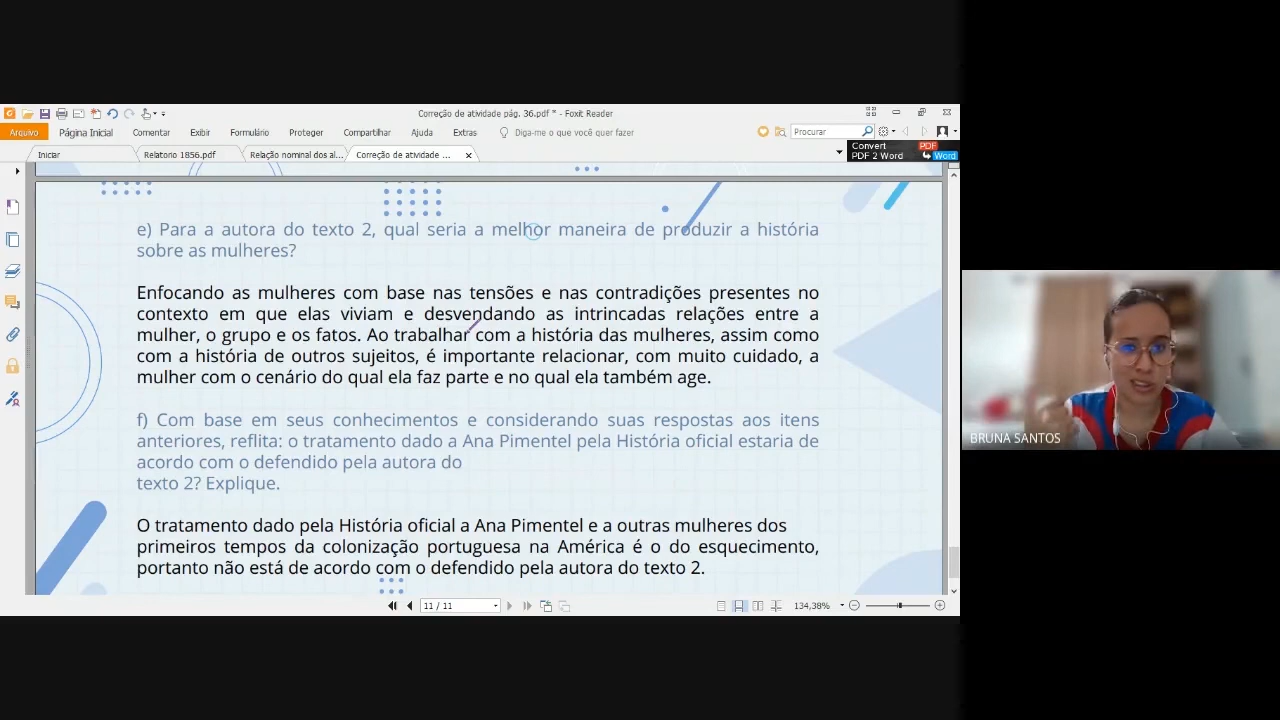 Correção de atividade pág. 36.pdf * - Foxit Reader
Arquivo Página Inicial Comentar Exibir Formulário Proteger Compartilhar Ajuda Extras Diga-me o que você quer fazer Procurar
Iniciar Relatorio 1856.pdf Relação nominal dos al... Correção de atividade ...
Convert PDF
PDF 2 Word Word
e) Para a autora do texto 2, qual seria a melhor maneira de produzir a história
sobre as mulheres?
Enfocando as mulheres com base nas tensões e nas contradições presentes no
contexto em que elas viviam e desvendando as intrincadas relações entre a
mulher, o grupo e os fatos. Ao trabalhar com a história das mulheres, assim como
com a história de outros sujeitos, é importante relacionar, com muito cuidado, a
mulher com o cenário do qual ela faz parte e no qual ela também age.
f) Com base em seus conhecimentos e considerando suas respostas aos itens
anteriores, reflita: o tratamento dado a Ana Pimentel pela História oficial estaria de
acordo com o defendido pela autora do
texto 2? Explique.
O tratamento dado pela História oficial a Ana Pimentel e a outras mulheres dos
primeiros tempos da colonização portuguesa na América é o do esquecimento,
portanto não está de acordo com o defendido pela autora do texto 2.
11 / 11
134,38%
BRUNA SANTOS